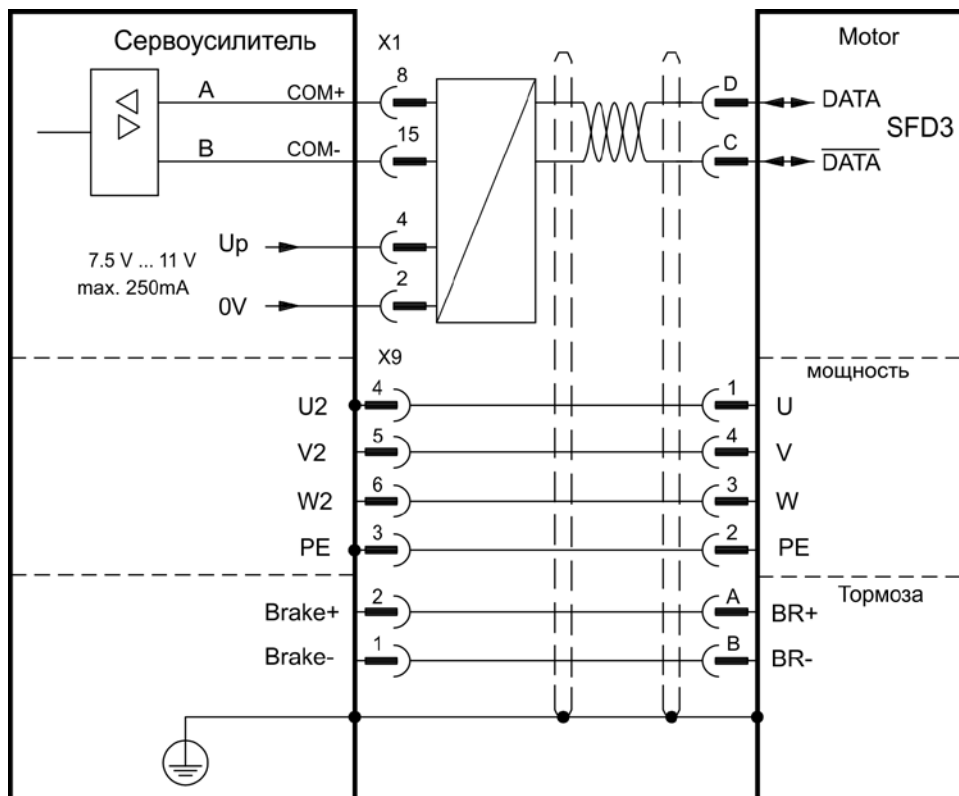 Сервоусилитель X1 Motor
A COM+ 8 D DATA
SFD3
B COM- 15 C DATA
Up 4
7.5 V ... 11 V
max. 250mA
0V 2
X9 мощность
U2 4 1 U
V2 5 4 V
W2 6 3 W
PE 3 2 PE
Тормоза
Brake+ 2 A BR+
Brake- 1 B BR-